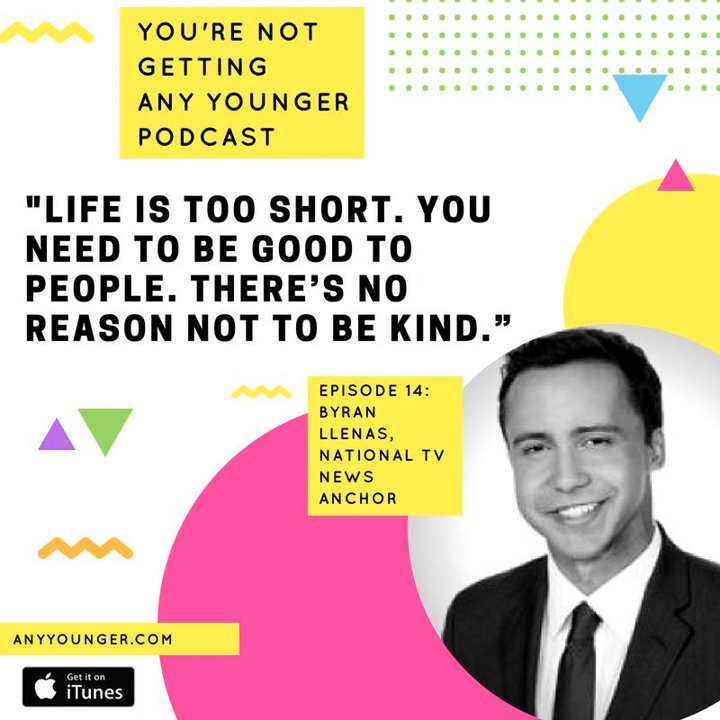 YOU'RE NOT
GETTING
ANY YOUNGER
PODCAST
"LIFE IS TOO SHORT. YOU
NEED TO BE GOOD TO
PEOPLE. THERE’S NO
REASON NOT TO BE KIND.”
EPISODE 14:
BYRAN
LLENAS,
NATIONAL TV
NEWS
ANCHOR
ANYYOUNGER.COM
Get it on
iTunes